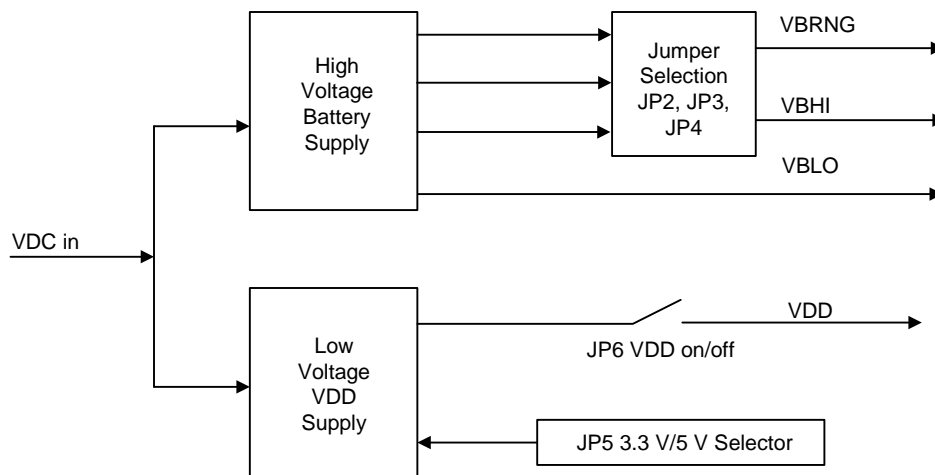 VDC in
High
Voltage
Battery
Supply
Jumper
Selection
JP2, JP3,
JP4
VBRNG
VBHI
VBLO
Low
Voltage
VDD
Supply
JP6 VDD on/off
VDD
JP5 3.3 V/5 V Selector